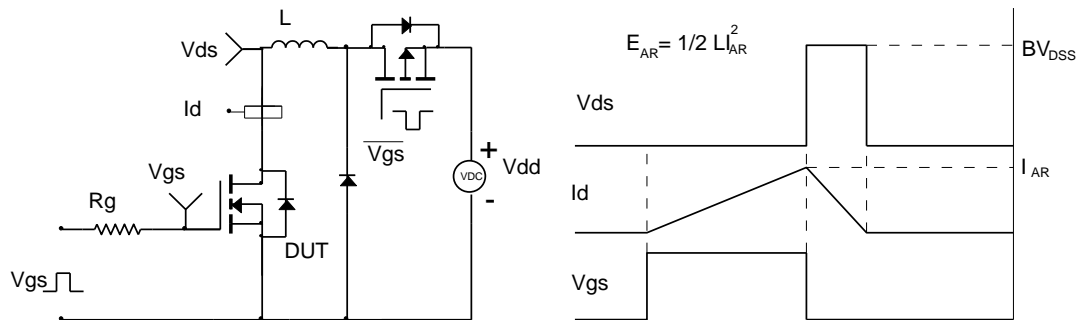 L
Vds
Id
Vgs
Rg
Vgs
DUT
Vgs
+
VDC
Vdd
-
E_AR = 1/2 LI_AR^2
Vds
BV_DSS
Id
I_AR
Vgs